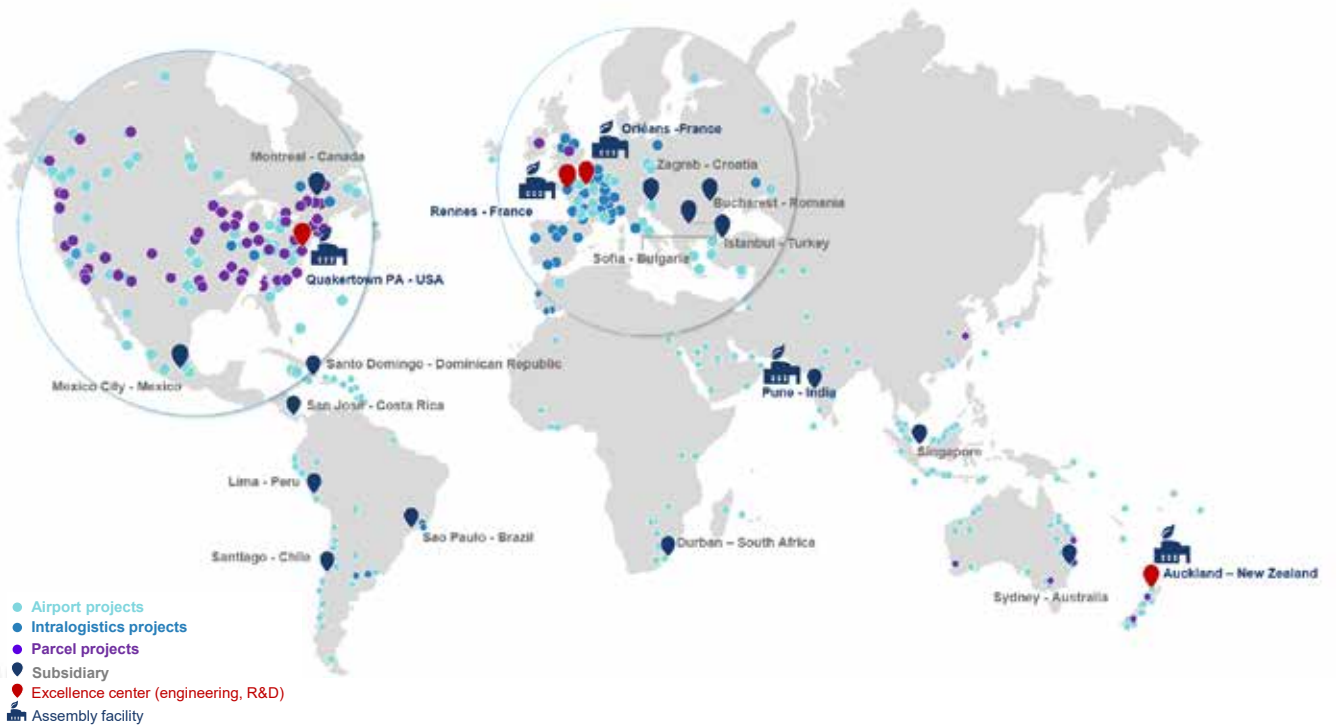 Orléans -France
Montreal - Canada
Zagreb - Croatia
Bucharest - Romania
Rennes - France
Istanbul - Turkey
Sofia - Bulgaria
Quakertown PA - USA
Santo Domingo - Dominican Republic
Mexico City - Mexico
Pune - India
San José - Costa Rica
Singapore
Lima - Peru
Sao Paulo - Brazil
Durban – South Africa
Santiago - Chile
Auckland – New Zealand
Sydney - Australia
Airport projects
Intralogistics projects
Parcel projects
Subsidiary
Excellence center (engineering, R&D)
Assembly facility